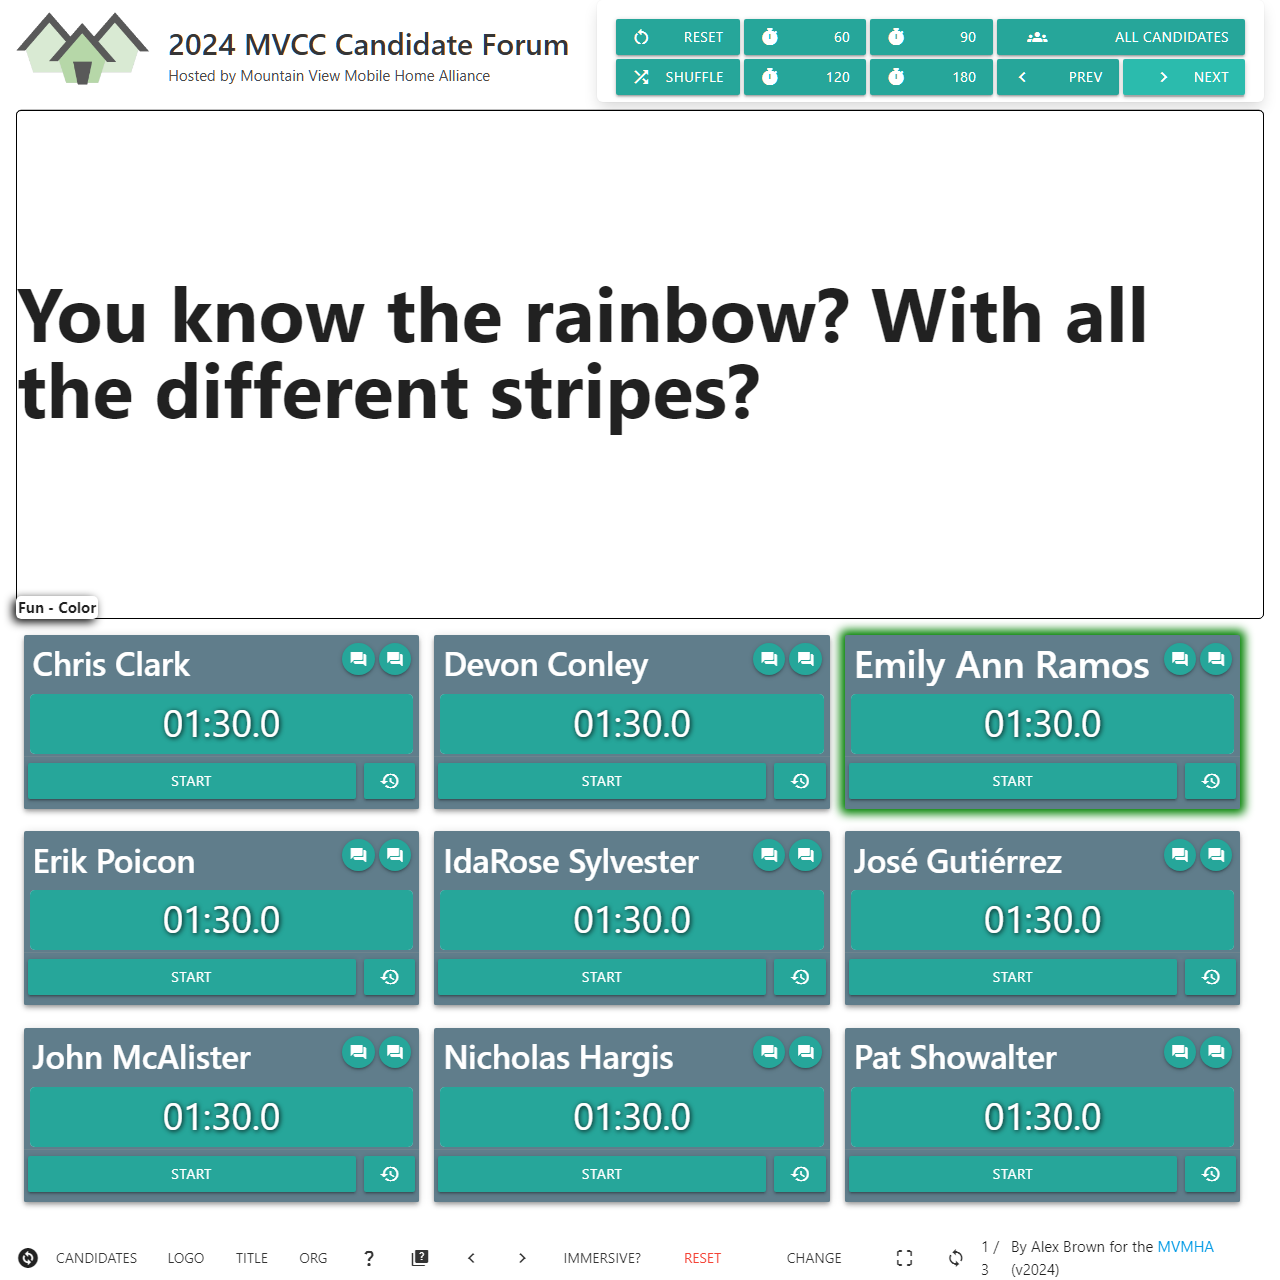 2024 MVCC Candidate Forum
Hosted by Mountain View Mobile Home Alliance
RESET 60 90 ALL CANDIDATES
SHUFFLE 120 180 PREV NEXT
You know the rainbow? With all
the different stripes?
Fun - Color
Chris Clark Devon Conley Emily Ann Ramos
01:30.0 01:30.0 01:30.0
START START START
Erik Poicon IdaRose Sylvester José Gutiérrez
01:30.0 01:30.0 01:30.0
START START START
John McAlister Nicholas Hargis Pat Showalter
01:30.0 01:30.0 01:30.0
START START START
CANDIDATES LOGO TITLE ORG IMMERSIVE? RESET CHANGE 1 / 3 By Alex Brown for the MVMHA
(v2024)